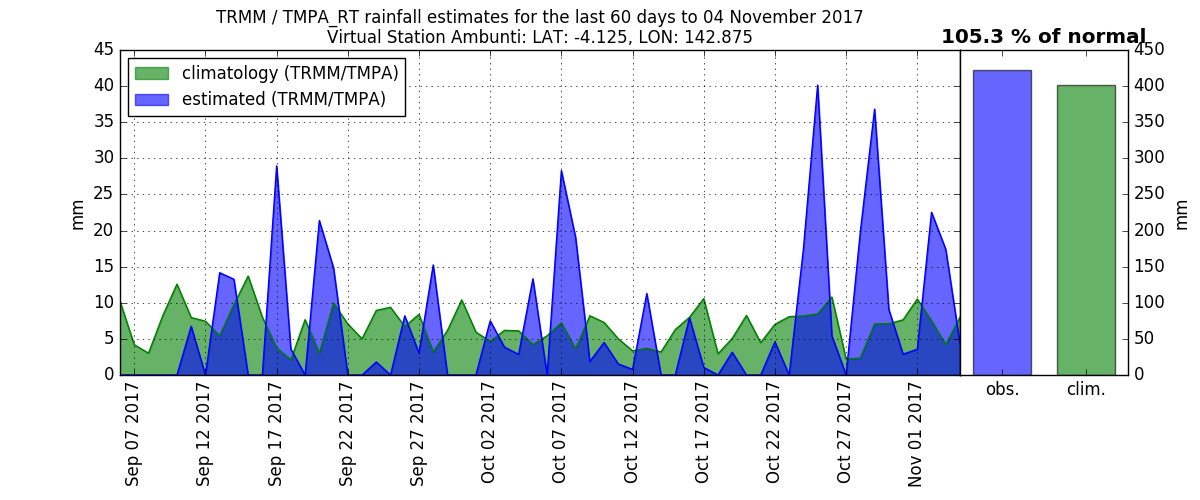 TRMM / TMPA_RT rainfall estimates for the last 60 days to 04 November 2017
Virtual Station Ambunti: LAT: -4.125, LON: 142.875
105.3 % of normal
climatology (TRMM/TMPA)
estimated (TRMM/TMPA)
45
40
35
30
25
20
15
10
5
0
mm
Sep 07 2017
Sep 12 2017
Sep 17 2017
Sep 22 2017
Sep 27 2017
Oct 02 2017
Oct 07 2017
Oct 12 2017
Oct 17 2017
Oct 22 2017
Oct 27 2017
Nov 01 2017
450
400
350
300
250
200
150
100
50
0
mm
obs.
clim.